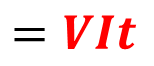 = VIt